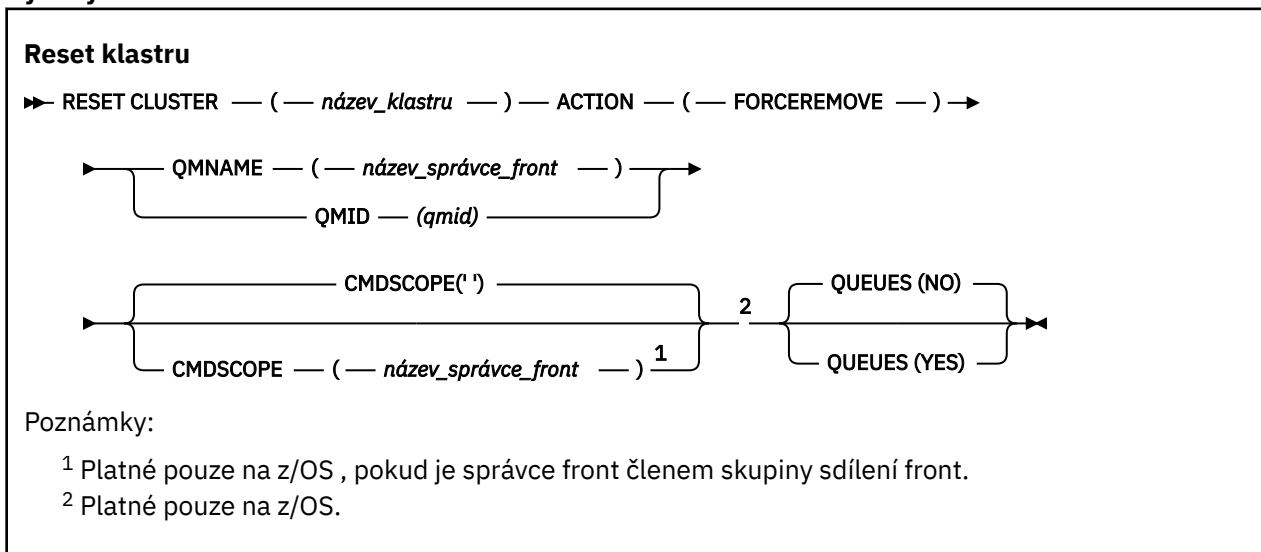 Reset klastru
RESET CLUSTER ( název_klastru ) ACTION ( FORCEREMOVE )
QMNAME ( název_správce_front )
QMID (qmid)
CMDSCOPE(' ') QUEUES (NO)
2
CMDSCOPE ( název_správce_front ) 1 QUEUES (YES)
Poznámky:
1 Platné pouze na z/OS , pokud je správce front členem skupiny sdílení front.
2 Platné pouze na z/OS.